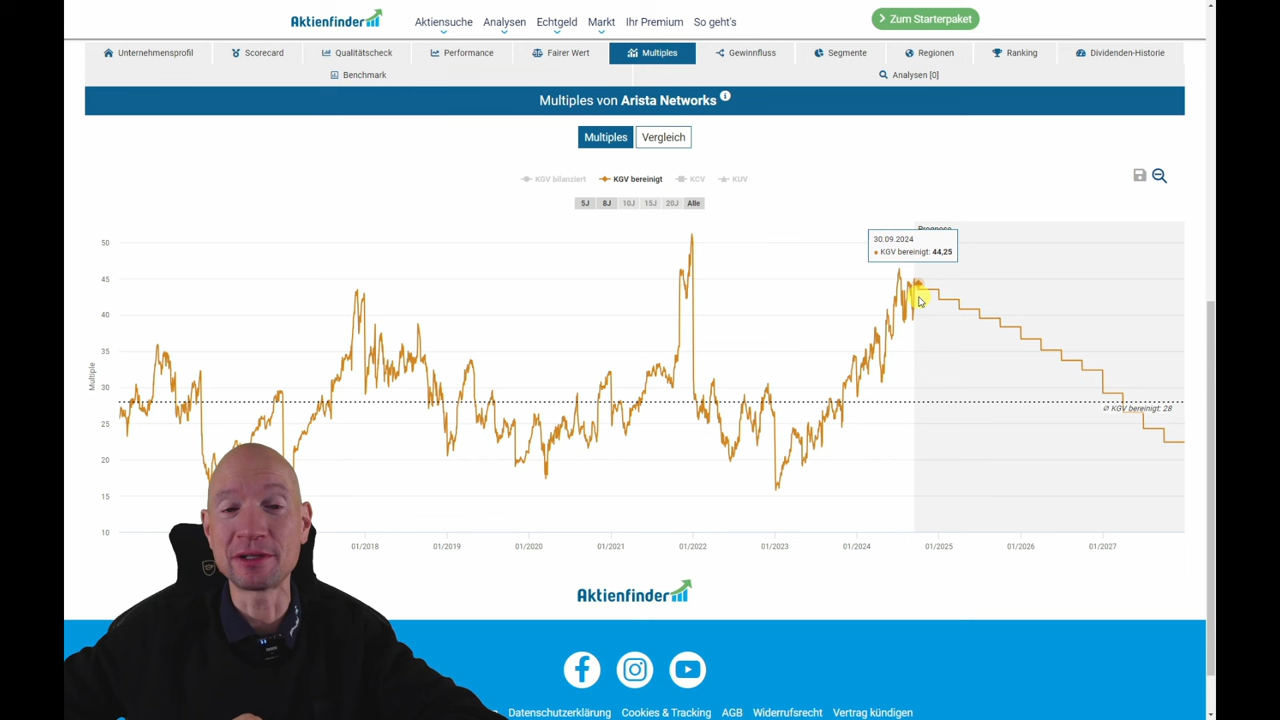 Aktienfinder
Aktiensuche Analysen Echtgeld Markt Ihr Premium So geht's
Zum Starterpaket
Unternehmensprofil Scorecard Qualitätscheck Performance Fairer Wert Multiples Gewinnfluss Segmente Regionen Ranking Dividenden-Historie
Benchmark Analysen [0]
Multiples von Arista Networks
Multiples Vergleich
KGV bilanziert KGV bereinigt KCV KUV
5J 8J 10J 15J 20J Alle
Prognose
30.09.2024
KGV bereinigt: 44,25
50
45
40
35
30
25
20
15
10
Multiple
Ø KGV bereinigt: 28
01/2018 01/2019 01/2020 01/2021 01/2022 01/2023 01/2024 01/2025 01/2026 01/2027
Aktienfinder
Datenschutzerklärung Cookies & Tracking AGB Widerrufsrecht Vertrag kündigen